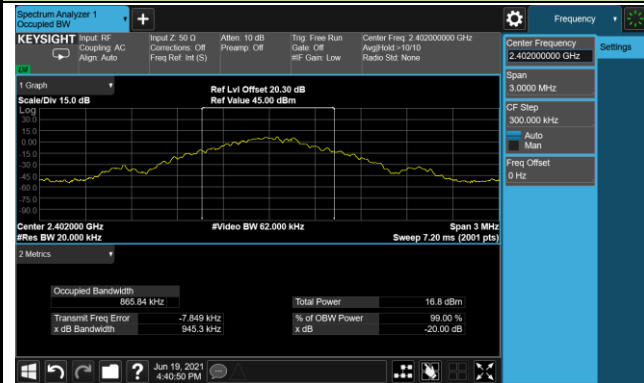 Spectrum Analyzer 1
Occupied BW
+
Frequency
KEYSIGHT Input: RF Input Z: 50 Ω Atten: 10 dB Trig: Free Run Center Freq: 2.402000000 GHz
Coupling: AC Corrections: Off Preamp: Off Gate: Off Avg|Hold:>10/10
Align: Auto Freq Ref: Int (S) #IF Gain: Low Radio Std: None
1 Graph
Scale/Div 15.0 dB
Ref Lvl Offset 20.30 dB
Ref Value 45.00 dBm
Log
30.0
15.0
0.00
-15.0
-30.0
-45.0
-60.0
-75.0
-90.0
Center 2.402000 GHz #Video BW 62.000 kHz Span 3 MHz
#Res BW 20.000 kHz Sweep 7.20 ms (2001 pts)
2 Metrics
Occupied Bandwidth
865.84 kHz
Total Power 16.8 dBm
Transmit Freq Error -7.849 kHz % of OBW Power 99.00 %
x dB Bandwidth 945.3 kHz x dB -20.00 dB
Center Frequency
2.402000000 GHz
Settings
Span
3.0000 MHz
CF Step
300.000 kHz
Auto
Man
Freq Offset
0 Hz
?
Jun 19, 2021
4:40:50 PM